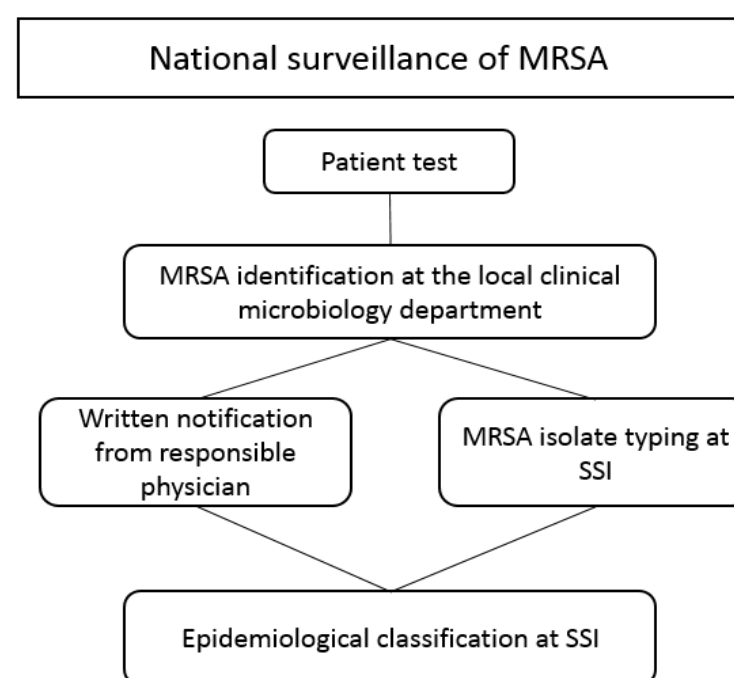 National surveillance of MRSA
Patient test
MRSA identification at the local clinical
microbiology department
Written notification
from responsible
physician
MRSA isolate typing at
SSI
Epidemiological classification at SSI